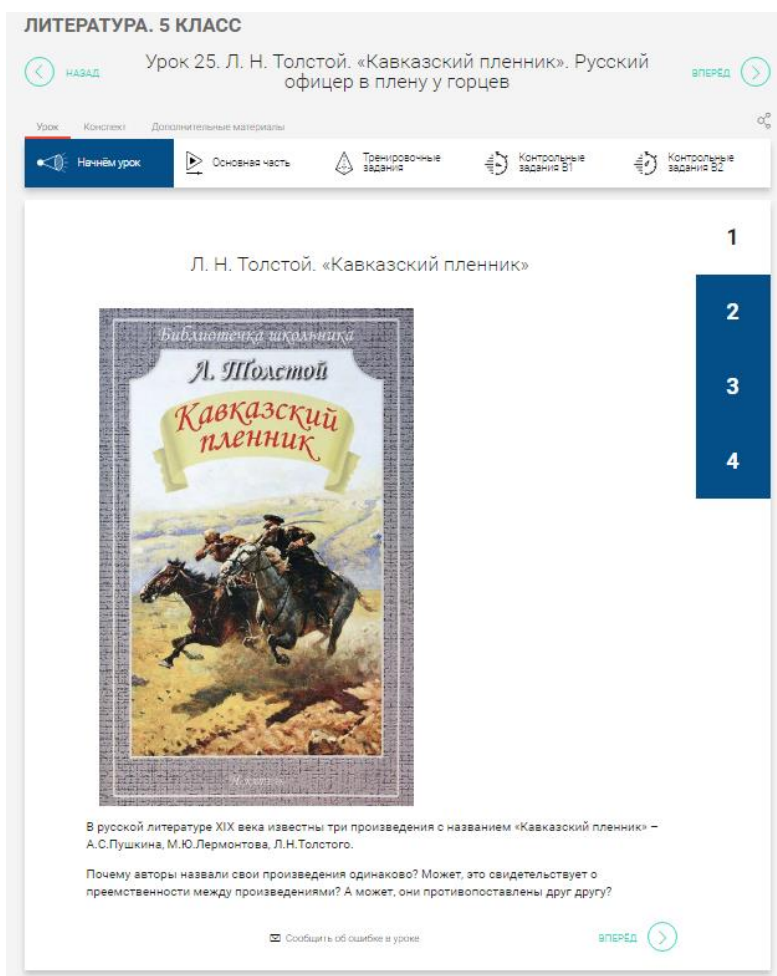 ЛИТЕРАТУРА. 5 КЛАСС
НАЗАД
Урок 25. Л. Н. Толстой. «Кавказский пленник». Русский
офицер в плену у горцев
ВПЕРЁД
Урок Конспект Дополнительные материалы
Начнём урок
Основная часть
Тренировочные
задания
Контрольные
задания В1
Контрольные
задания В2
Л. Н. Толстой. «Кавказский пленник»
1
2
3
4
Библиотечка школьника
Л. Толстой
Кавказский
пленник
В русской литературе XIX века известны три произведения с названием «Кавказский пленник» –
А.С.Пушкина, М.Ю.Лермонтова, Л.Н.Толстого.
Почему авторы назвали свои произведения одинаково? Может, это свидетельствует о
преемственности между произведениями? А может, они противопоставлены друг другу?
Сообщить об ошибке в уроке
ВПЕРЁД